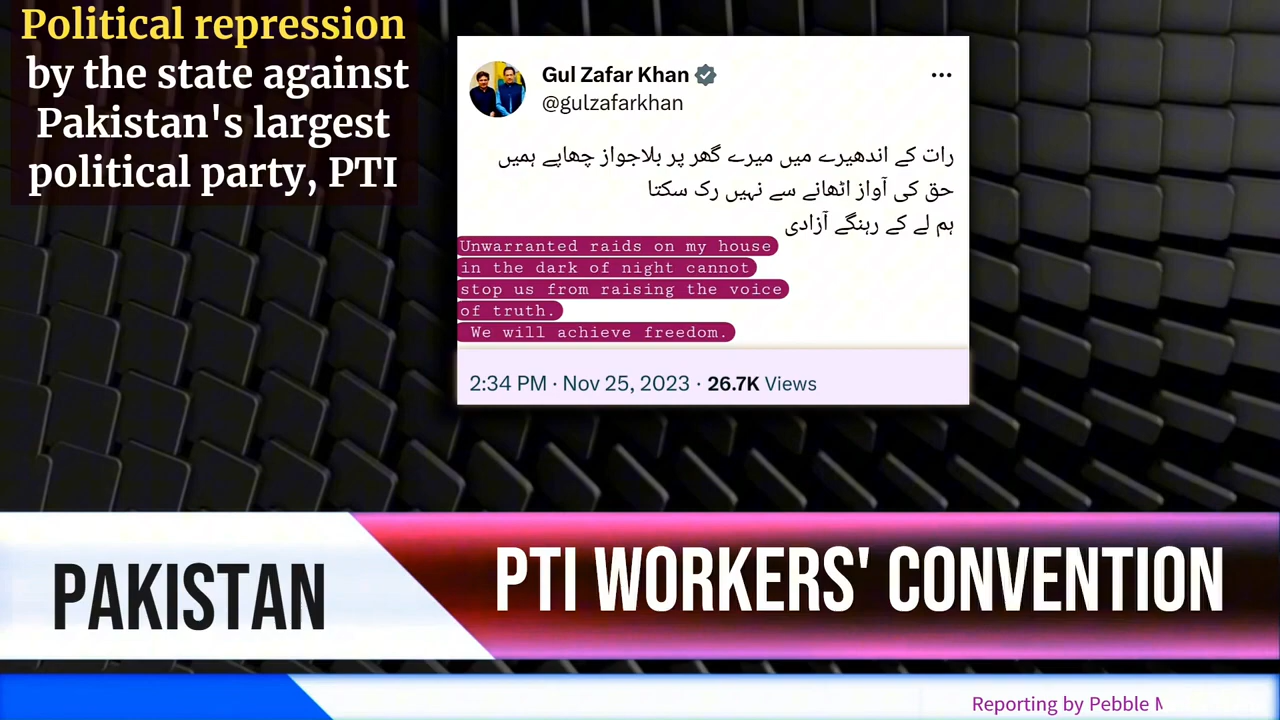 Political repression
by the state against
Pakistan's largest
political party, PTI
Gul Zafar Khan
@gulzafarkhan
رات کے اندھیرے میں میرے گھر پر بلاجواز چھاپے ہمیں
حق کی آواز اٹھانے سے نہیں رک سکتا
ہم لے کے رہنگے آزادی
Unwarranted raids on my house
in the dark of night cannot
stop us from raising the voice
of truth.
We will achieve freedom.
2:34 PM · Nov 25, 2023 · 26.7K Views
PAKISTAN
PTI WORKERS' CONVENTION
Reporting by Pebble